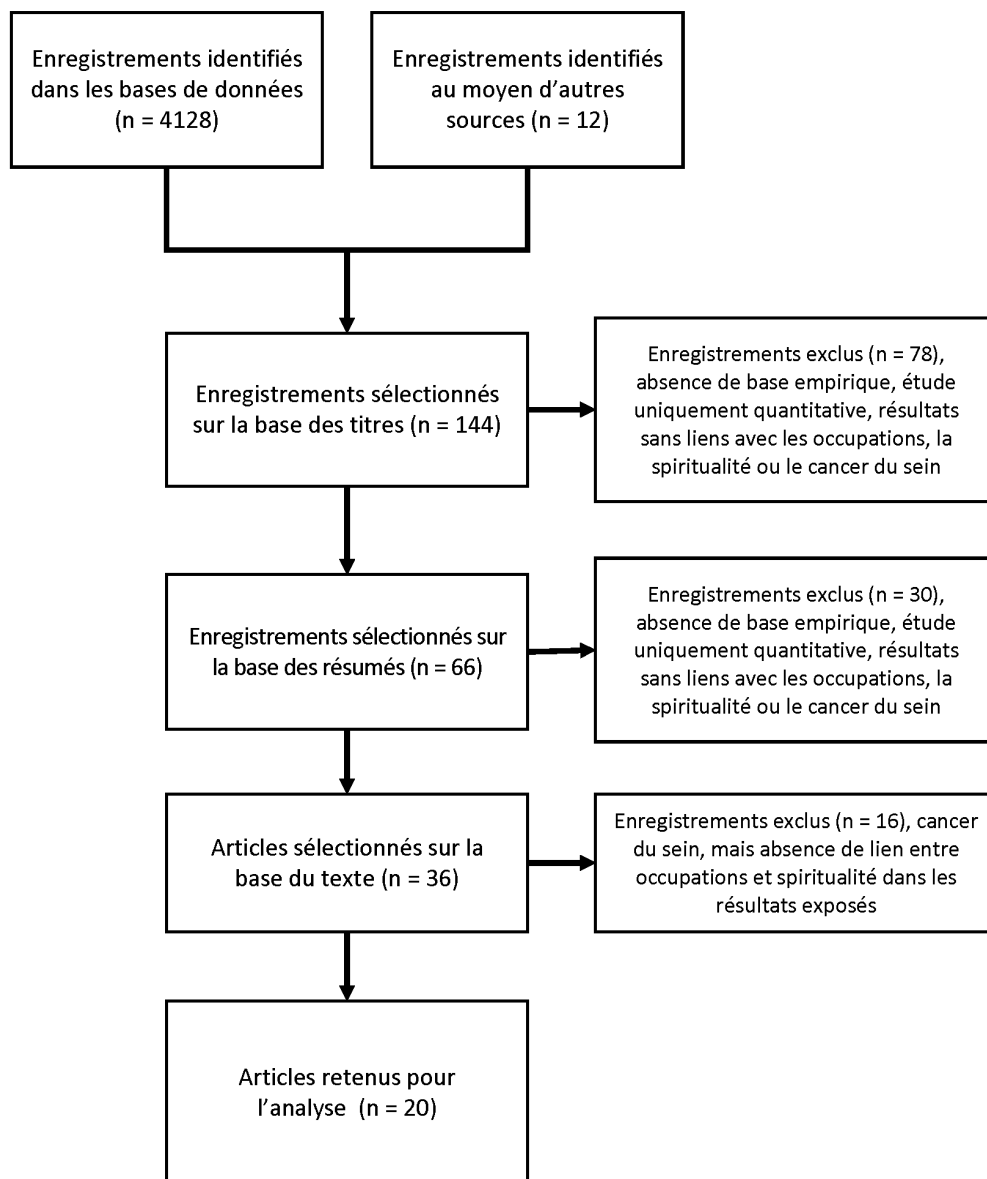 Enregistrements identifiés
dans les bases de données
(n = 4128)
Enregistrements identifiés
au moyen d’autres
sources (n = 12)
Enregistrements sélectionnés
sur la base des titres (n = 144)
Enregistrements exclus (n = 78),
absence de base empirique, étude
uniquement quantitative, résultats
sans liens avec les occupations, la
spiritualité ou le cancer du sein
Enregistrements sélectionnés sur
la base des résumés (n = 66)
Enregistrements exclus (n = 30),
absence de base empirique, étude
uniquement quantitative, résultats
sans liens avec les occupations, la
spiritualité ou le cancer du sein
Articles sélectionnés sur la
base du texte (n = 36)
Enregistrements exclus (n = 16), cancer
du sein, mais absence de lien entre
occupations et spiritualité dans les
résultats exposés
Articles retenus pour
l’analyse (n = 20)